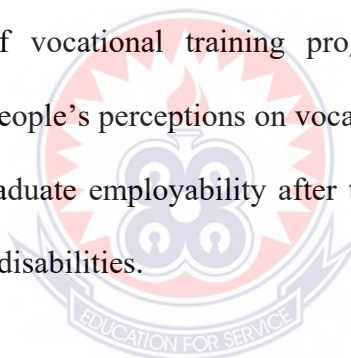 f vocational training prog
eople’s perceptions on voca
aduate employability after t
disabilities.
EDUCATION FOR SERVICE